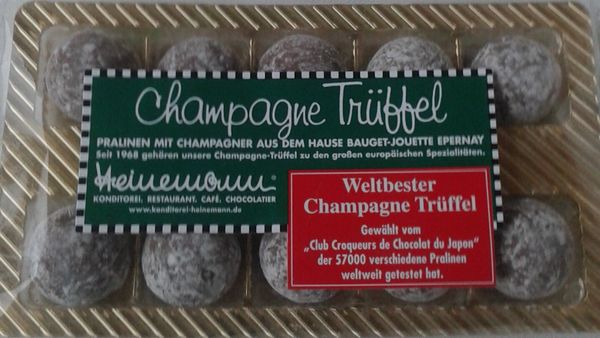 Champagne Trüffel
PRALINEN MIT CHAMPAGNER AUS DEM HAUSE BAUGET-JOUETTE EPERNAY
Seit 1968 gehören unsere Champagne-Trüffel zu den großen europäischen Spezialitäten.
Heinemann®
KONDITOREI. RESTAURANT. CAFÉ. CHOCOLATIER
www.konditorei-heinemann.de
Weltbester
Champagne Trüffel
Gewählt vom
„Club Croqueurs de Chocolat du Japon“
der 57000 verschiedene Pralinen
weltweit getestet hat.